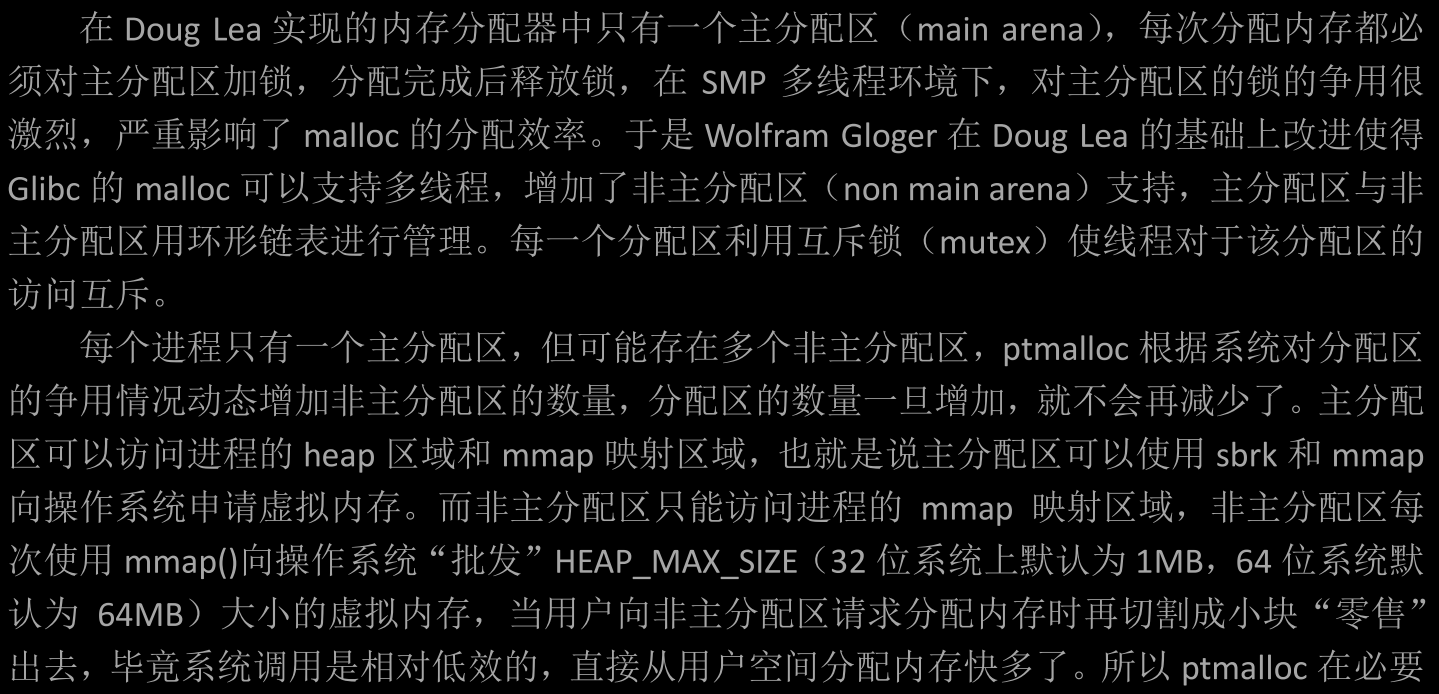 在 Doug Lea 实现的内存分配器中只有一个主分配区（main arena），每次分配内存都必
须对主分配区加锁，分配完成后释放锁，在 SMP 多线程环境下，对主分配区的锁的争用很
激烈，严重影响了 malloc 的分配效率。于是 Wolfram Gloger 在 Doug Lea 的基础上改进使得
Glibc 的 malloc 可以支持多线程，增加了非主分配区（non main arena）支持，主分配区与非
主分配区用环形链表进行管理。每一个分配区利用互斥锁（mutex）使线程对于该分配区的
访问互斥。
每个进程只有一个主分配区，但可能存在多个非主分配区，ptmalloc 根据系统对分配区
的争用情况动态增加非主分配区的数量，分配区的数量一旦增加，就不会再减少了。主分配
区可以访问进程的 heap 区域和 mmap 映射区域，也就是说主分配区可以使用 sbrk 和 mmap
向操作系统申请虚拟内存。而非主分配区只能访问进程的 mmap 映射区域，非主分配区每
次使用 mmap()向操作系统“批发”HEAP_MAX_SIZE（32 位系统上默认为 1MB，64 位系统默
认为 64MB）大小的虚拟内存，当用户向非主分配区请求分配内存时再切割成小块“零售”
出去，毕竟系统调用是相对低效的，直接从用户空间分配内存快多了。所以 ptmalloc 在必要